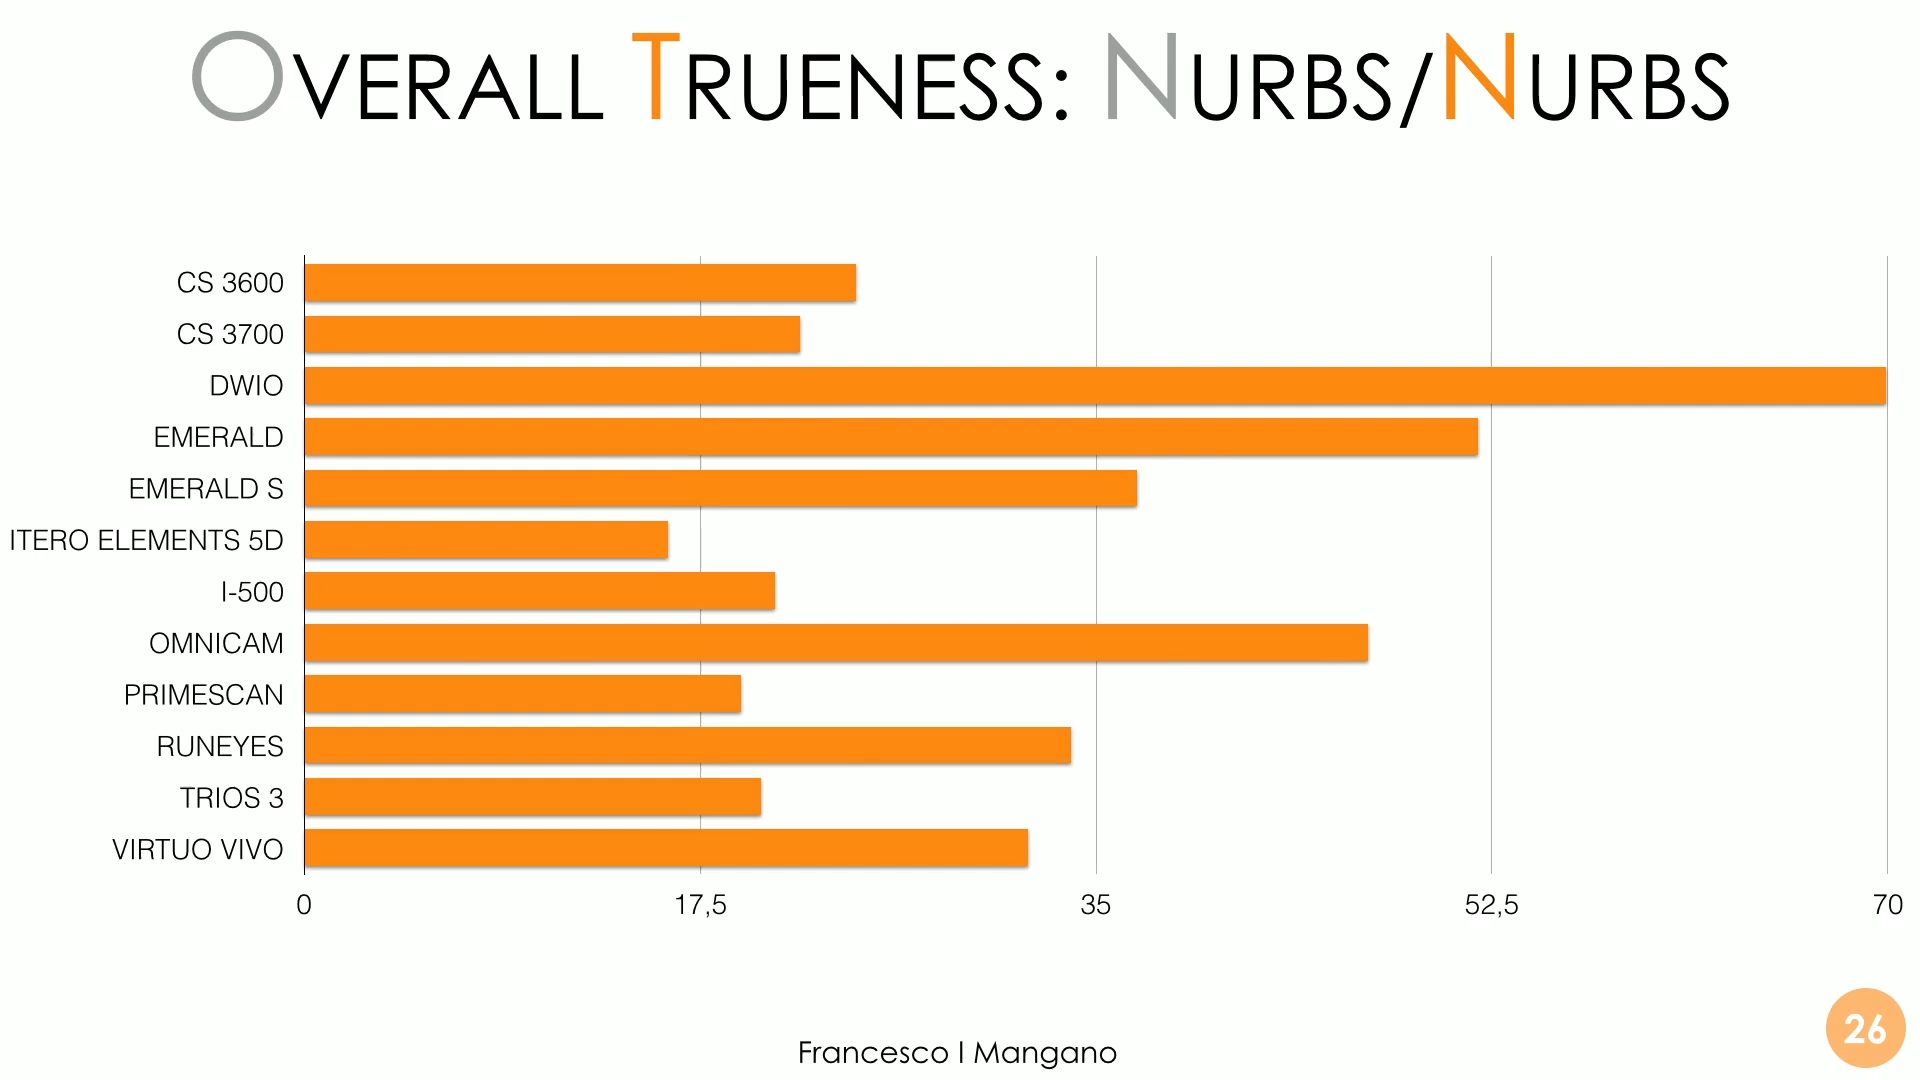 OVERALL TRUENESS: NURBS/NURBS
CS 3600
CS 3700
DWIO
EMERALD
EMERALD S
ITERO ELEMENTS 5D
I-500
OMNICAM
PRIMESCAN
RUNEYES
TRIOS 3
VIRTUO VIVO
0 17,5 35 52,5 70
26
Francesco I Mangano